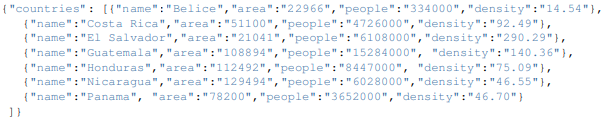 {"countries": [{"name":"Belice","area":"22966","people":"334000","density":"14.54"},
{"name":"Costa Rica","area":"51100","people":"4726000","density":"92.49"},
{"name":"El Salvador","area":"21041","people":"6108000","density":"290.29"},
{"name":"Guatemala","area":"108894","people":"15284000", "density":"140.36"},
{"name":"Honduras","area":"112492","people":"8447000", "density":"75.09"},
{"name":"Nicaragua","area":"129494","people":"6028000","density":"46.55"},
{"name":"Panama", "area":"78200","people":"3652000","density":"46.70"}
]}